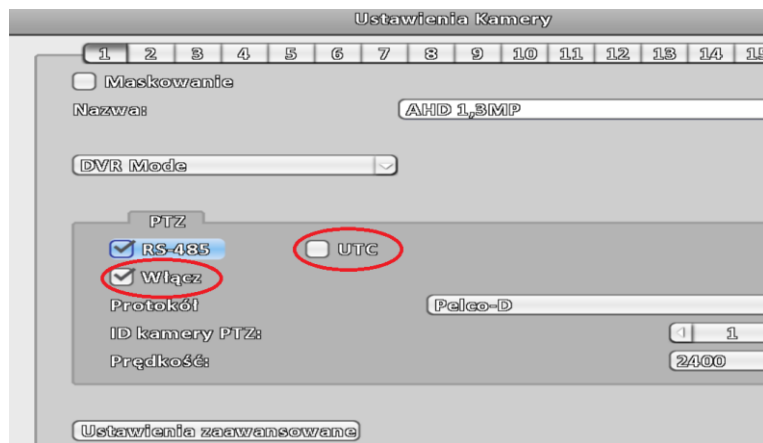 Ustawienia Kamery
1 2 3 4 5 6 7 8 9 10 11 12 13 14 15
Maskowanie
Nazwa: AHD 1,3MP
DVR Mode
PTZ
RS-485 UTC
Włącz
Protokół Pelco-D
ID kamery PTZ: 1
Prędkość: 2400
Ustawienia zaawansowane